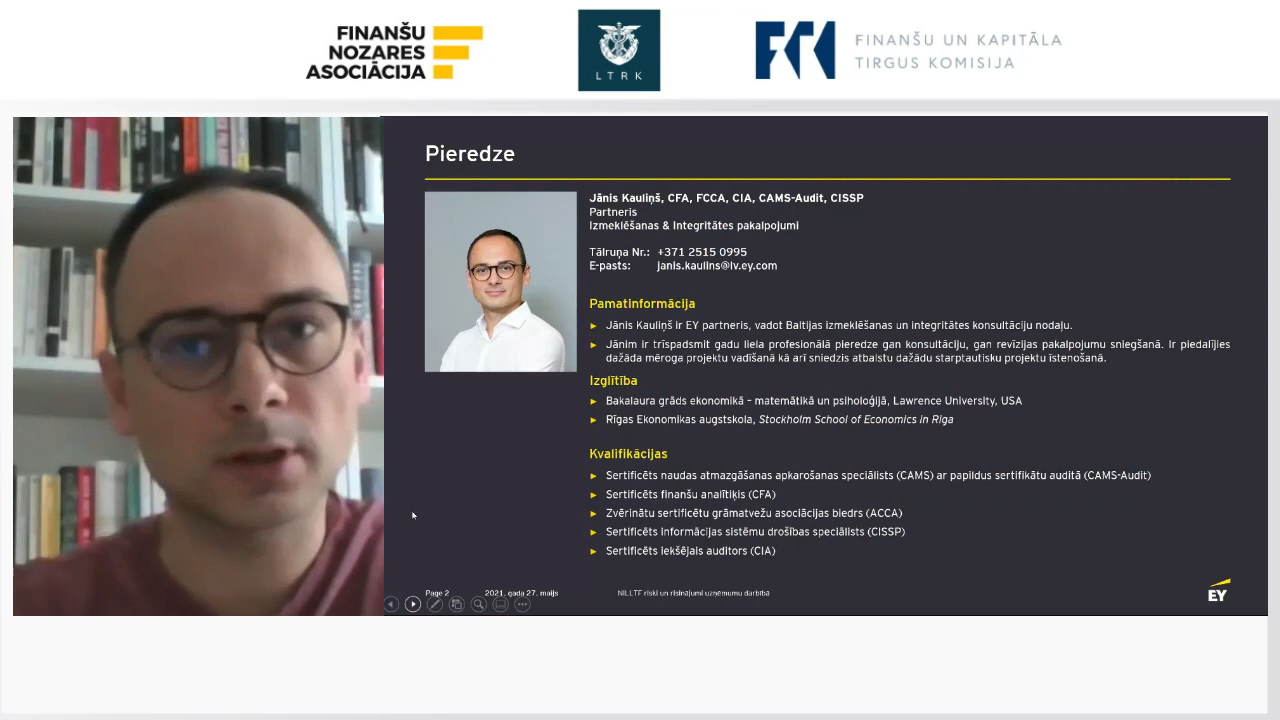 FINANŠU
NOZARES
ASOCIĀCIJA
LTRK
FINANŠU UN KAPITĀLA
TIRGUS KOMISIJA
Pieredze
Jānis Kauliņš, CFA, FCCA, CIA, CAMS-Audit, CISSP
Partneris
Izmeklēšanas & Integritātes pakalpojumi
Tālruņa Nr.: +371 2515 0995
E-pasts: janis.kaulins@lv.ey.com
Pamatinformācija
► Jānis Kauliņš ir EY partneris, vadot Baltijas izmeklēšanas un integritātes konsultāciju nodaļu.
► Jānim ir trīspadsmit gadu liela profesionālā pieredze gan konsultāciju, gan revīzijas pakalpojumu sniegšanā. Ir piedalījies
dažāda mēroga projektu vadīšanā kā arī sniedzis atbalstu dažādu starptautisku projektu īstenošanā.
Izglītība
► Bakalaura grāds ekonomikā – matemātikā un psiholoģijā, Lawrence University, USA
► Rīgas Ekonomikas augstskola, Stockholm School of Economics in Riga
Kvalifikācijas
► Sertificēts naudas atmazgāšanas apkarošanas speciālists (CAMS) ar papildus sertifikātu auditā (CAMS-Audit)
► Sertificēts finanšu analītiķis (CFA)
► Zvērinātu sertificētu grāmatvežu asociācijas biedrs (ACCA)
► Sertificēts informācijas sistēmu drošības speciālists (CISSP)
► Sertificēts iekšējais auditors (CIA)
Page 2 2021. gada 27. maijs NILLTF riski un risinājumi uzņēmumu darbībā
EY